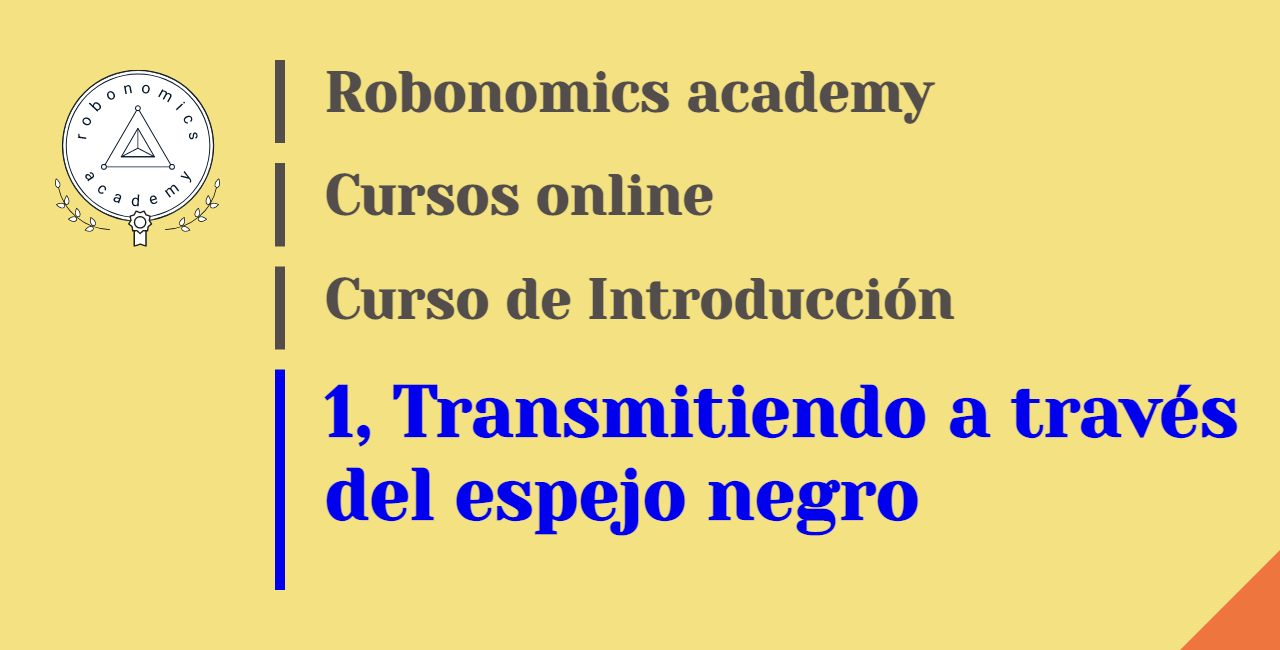 robonomics
academy
Robonomics academy
Cursos online
Curso de Introducción
1, Transmitiendo a través
del espejo negro